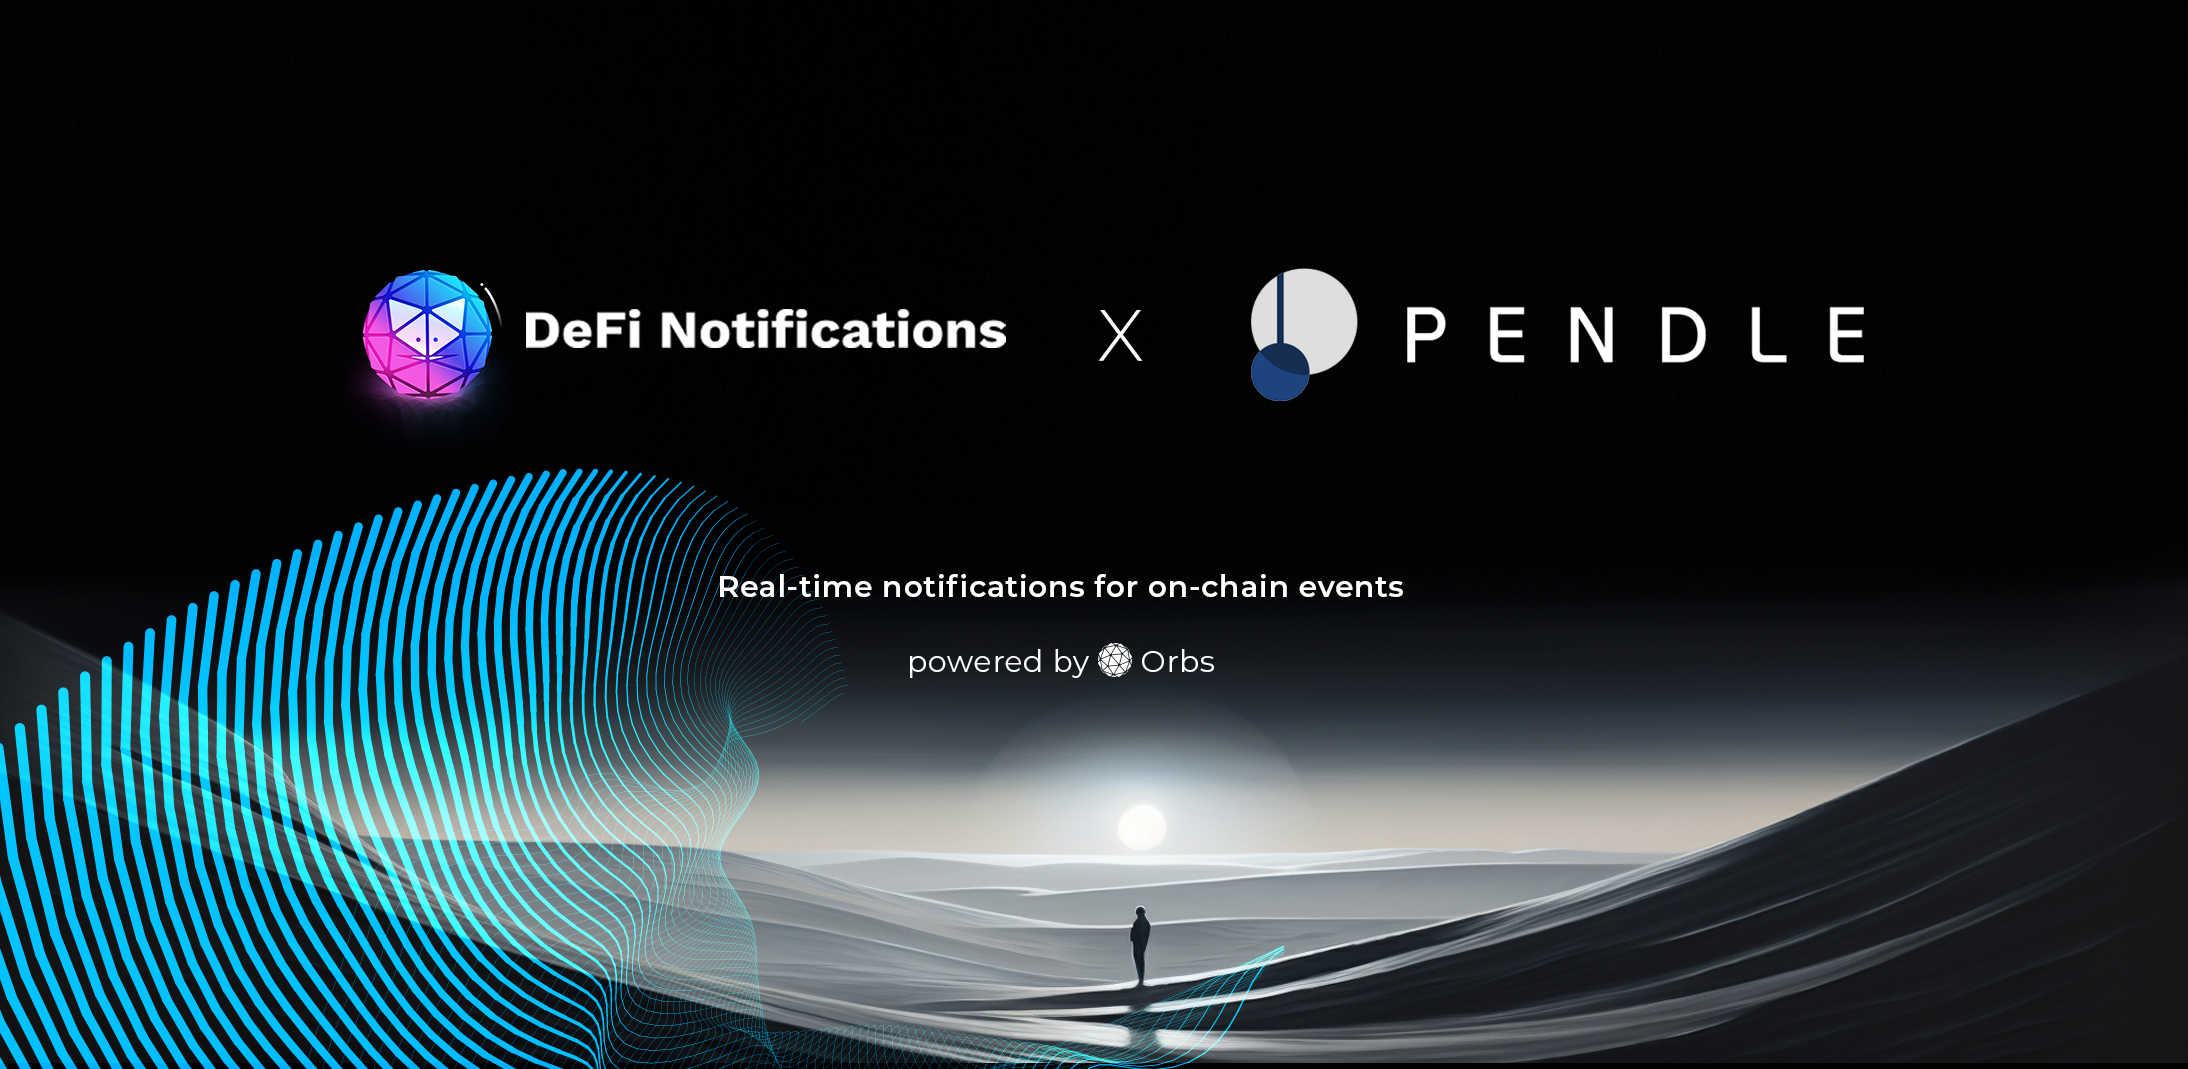 DeFi Notifications X PENDLE
Real-time notifications for on-chain events
powered by Orbs